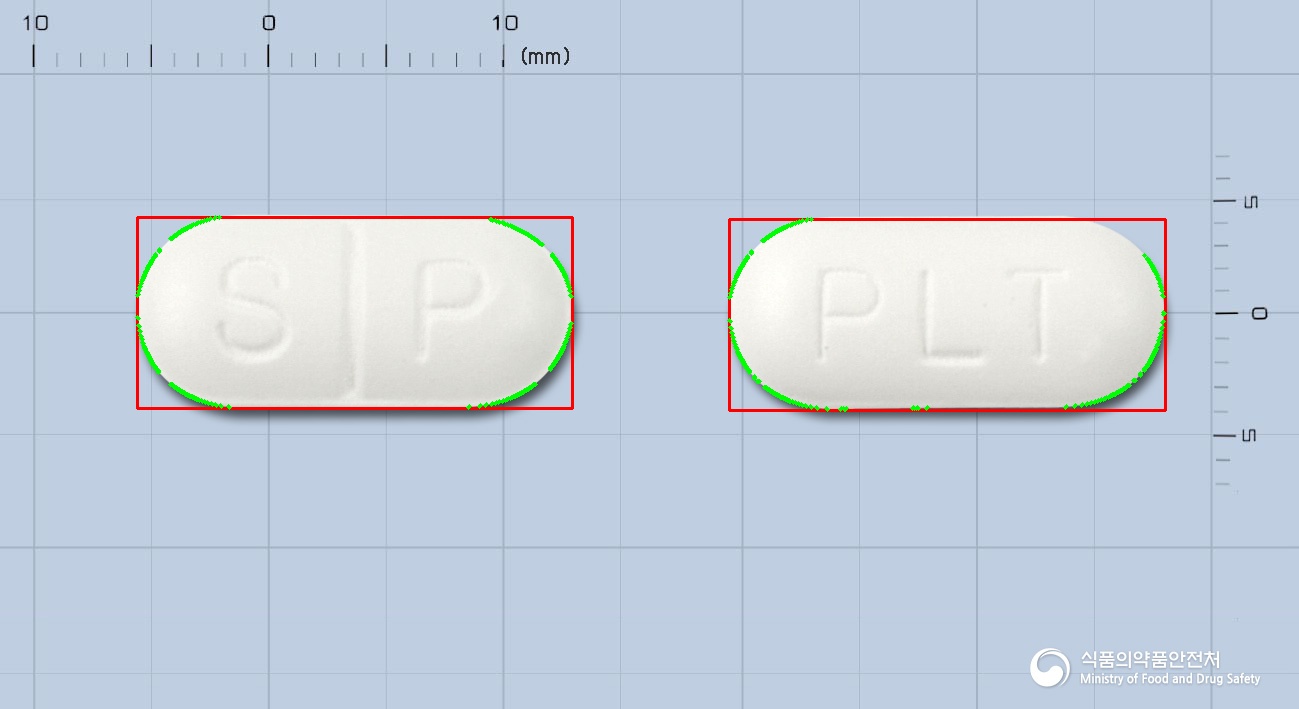 10 0 10
(mm)
S P
PLT
5
0
5
식품의약품안전처
Ministry of Food and Drug Safety